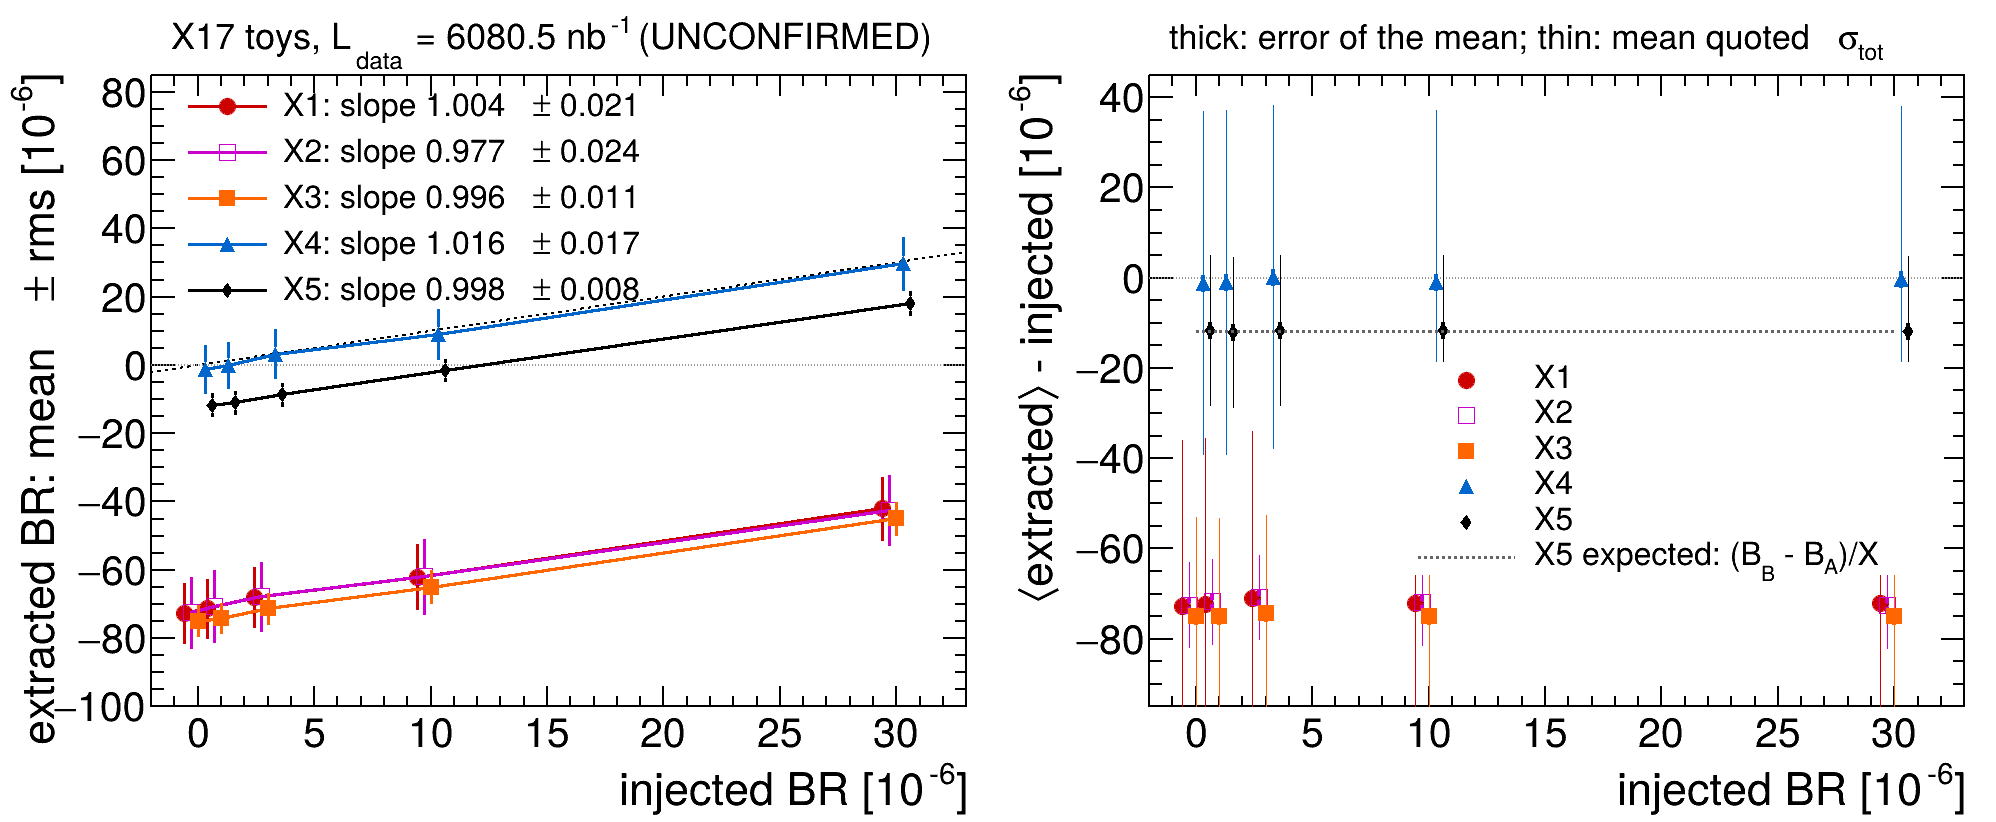 X17 toys, L_data = 6080.5 nb^-1 (UNCONFIRMED)
extracted BR: mean ± rms [10^-6]
80
60
40
20
0
−20
−40
−60
−80
−100
X1: slope 1.004 ± 0.021
X2: slope 0.977 ± 0.024
X3: slope 0.996 ± 0.011
X4: slope 1.016 ± 0.017
X5: slope 0.998 ± 0.008
0 5 10 15 20 25 30
injected BR [10^-6]
thick: error of the mean; thin: mean quoted σ_tot
⟨extracted⟩ - injected [10^-6]
40
20
0
−20
−40
−60
−80
X1
X2
X3
X4
X5
X5 expected: (B_B - B_A)/X
0 5 10 15 20 25 30
injected BR [10^-6]